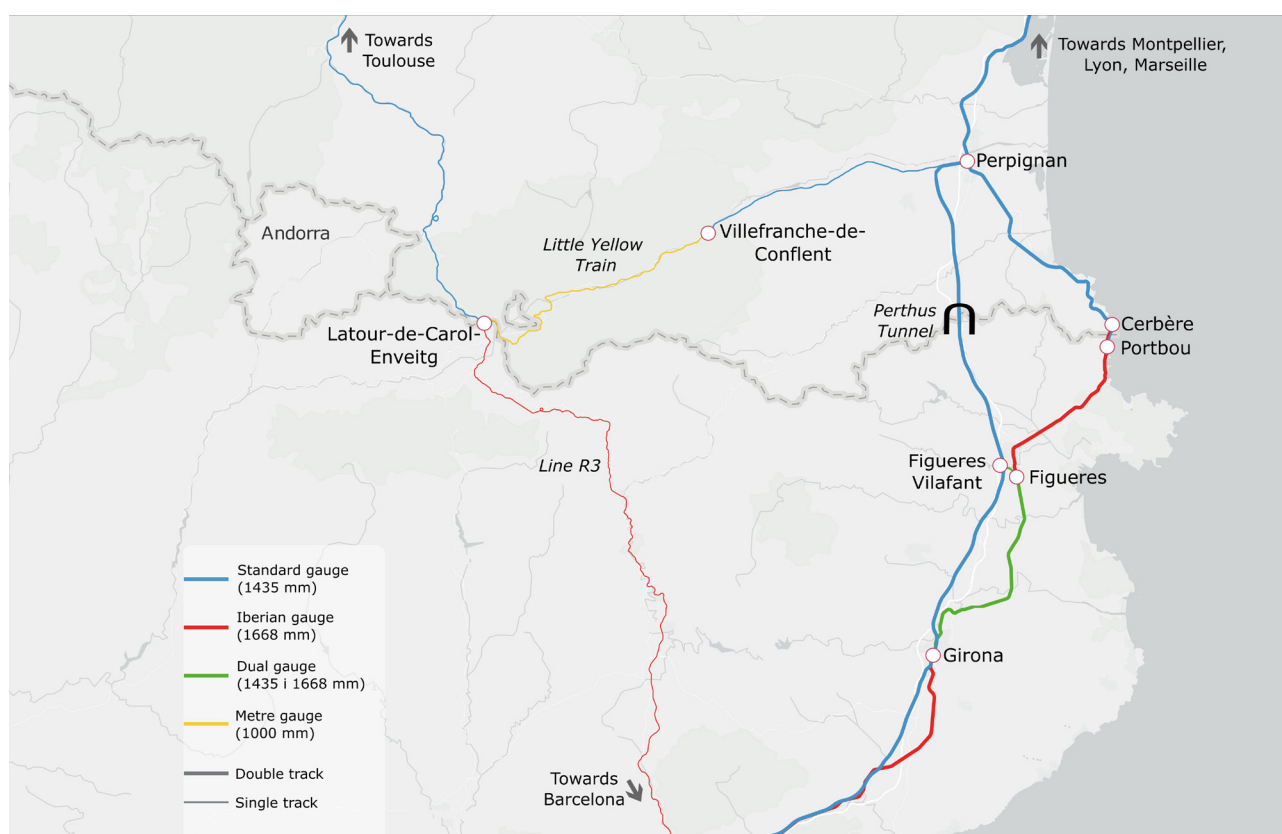 Towards
Toulouse
Towards Montpellier,
Lyon, Marseille
Perpignan
Andorra
Villefranche-de-
Conflent
Little Yellow
Train
Perthus
Tunnel
Latour-de-Carol-
Enveitg
Cerbère
Portbou
Line R3
Figueres
Vilafant
Figueres
Standard gauge
(1435 mm)
Iberian gauge
(1668 mm)
Dual gauge
(1435 i 1668 mm)
Metre gauge
(1000 mm)
Double track
Single track
Girona
Towards
Barcelona